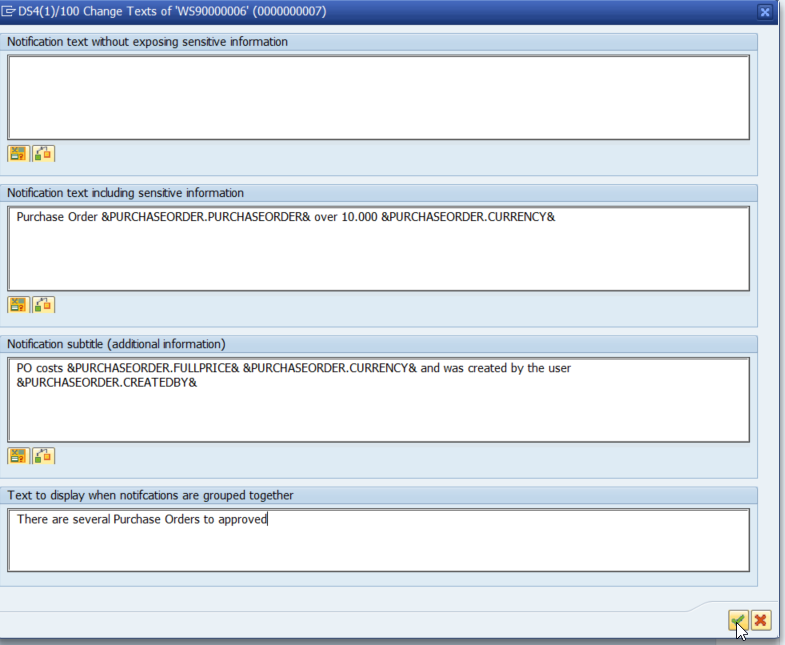 DS4(1)/100 Change Texts of 'WS90000006' (0000000007)
Notification text without exposing sensitive information
Notification text including sensitive information
Purchase Order &PURCHASEORDER.PURCHASEORDER& over 10.000 &PURCHASEORDER.CURRENCY&
Notification subtitle (additional information)
PO costs &PURCHASEORDER.FULLPRICE& &PURCHASEORDER.CURRENCY& and was created by the user
&PURCHASEORDER.CREATEDBY&
Text to display when notifcations are grouped together
There are several Purchase Orders to approved